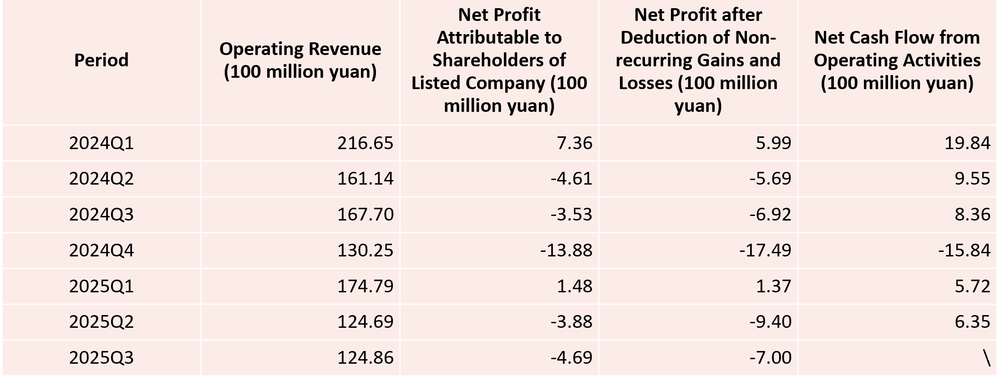 Period
Operating Revenue
(100 million yuan)
Net Profit
Attributable to
Shareholders of
Listed Company (100
million yuan)
Net Profit after
Deduction of Non-
recurring Gains and
Losses (100 million
yuan)
Net Cash Flow from
Operating Activities
(100 million yuan)
2024Q1 216.65 7.36 5.99 19.84
2024Q2 161.14 -4.61 -5.69 9.55
2024Q3 167.70 -3.53 -6.92 8.36
2024Q4 130.25 -13.88 -17.49 -15.84
2025Q1 174.79 1.48 1.37 5.72
2025Q2 124.69 -3.88 -9.40 6.35
2025Q3 124.86 -4.69 -7.00 \